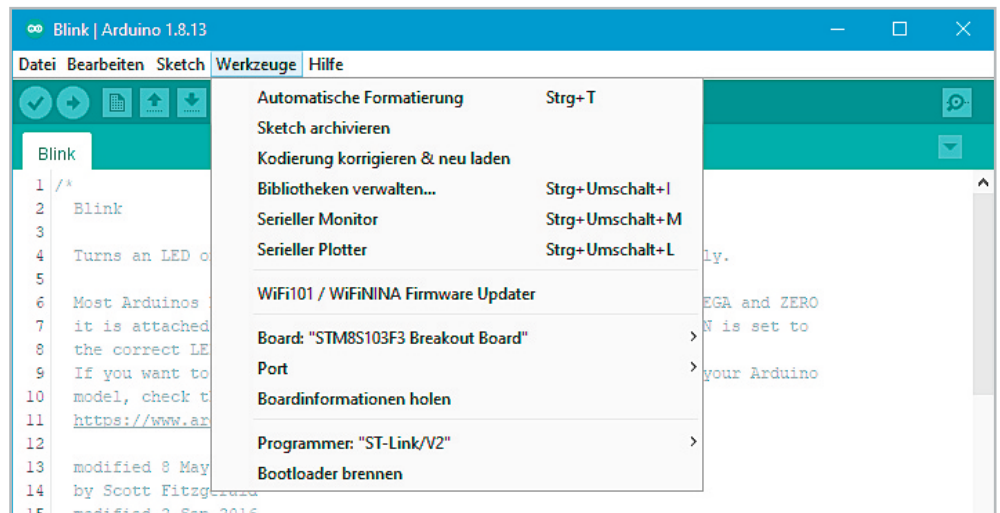 Blink | Arduino 1.8.13
Datei Bearbeiten Sketch Werkzeuge Hilfe
Automatische Formatierung Strg+T
Sketch archivieren
Kodierung korrigieren & neu laden
Bibliotheken verwalten... Strg+Umschalt+I
Serieller Monitor Strg+Umschalt+M
Serieller Plotter Strg+Umschalt+L
WiFi101 / WiFiNINA Firmware Updater
Board: "STM8S103F3 Breakout Board"
Port
Boardinformationen holen
Programmer: "ST-Link/V2"
Bootloader brennen
Blink
1 /*
2 Blink
3
4 Turns an LED o ly.
5
6 Most Arduinos EGA and ZERO
7 it is attached N is set to
8 the correct LE
9 If you want to your Arduino
10 model, check t
11 https://www.ar
12
13 modified 8 May
14 by Scott Fitzgerald
15 modified 2 Sep 2016